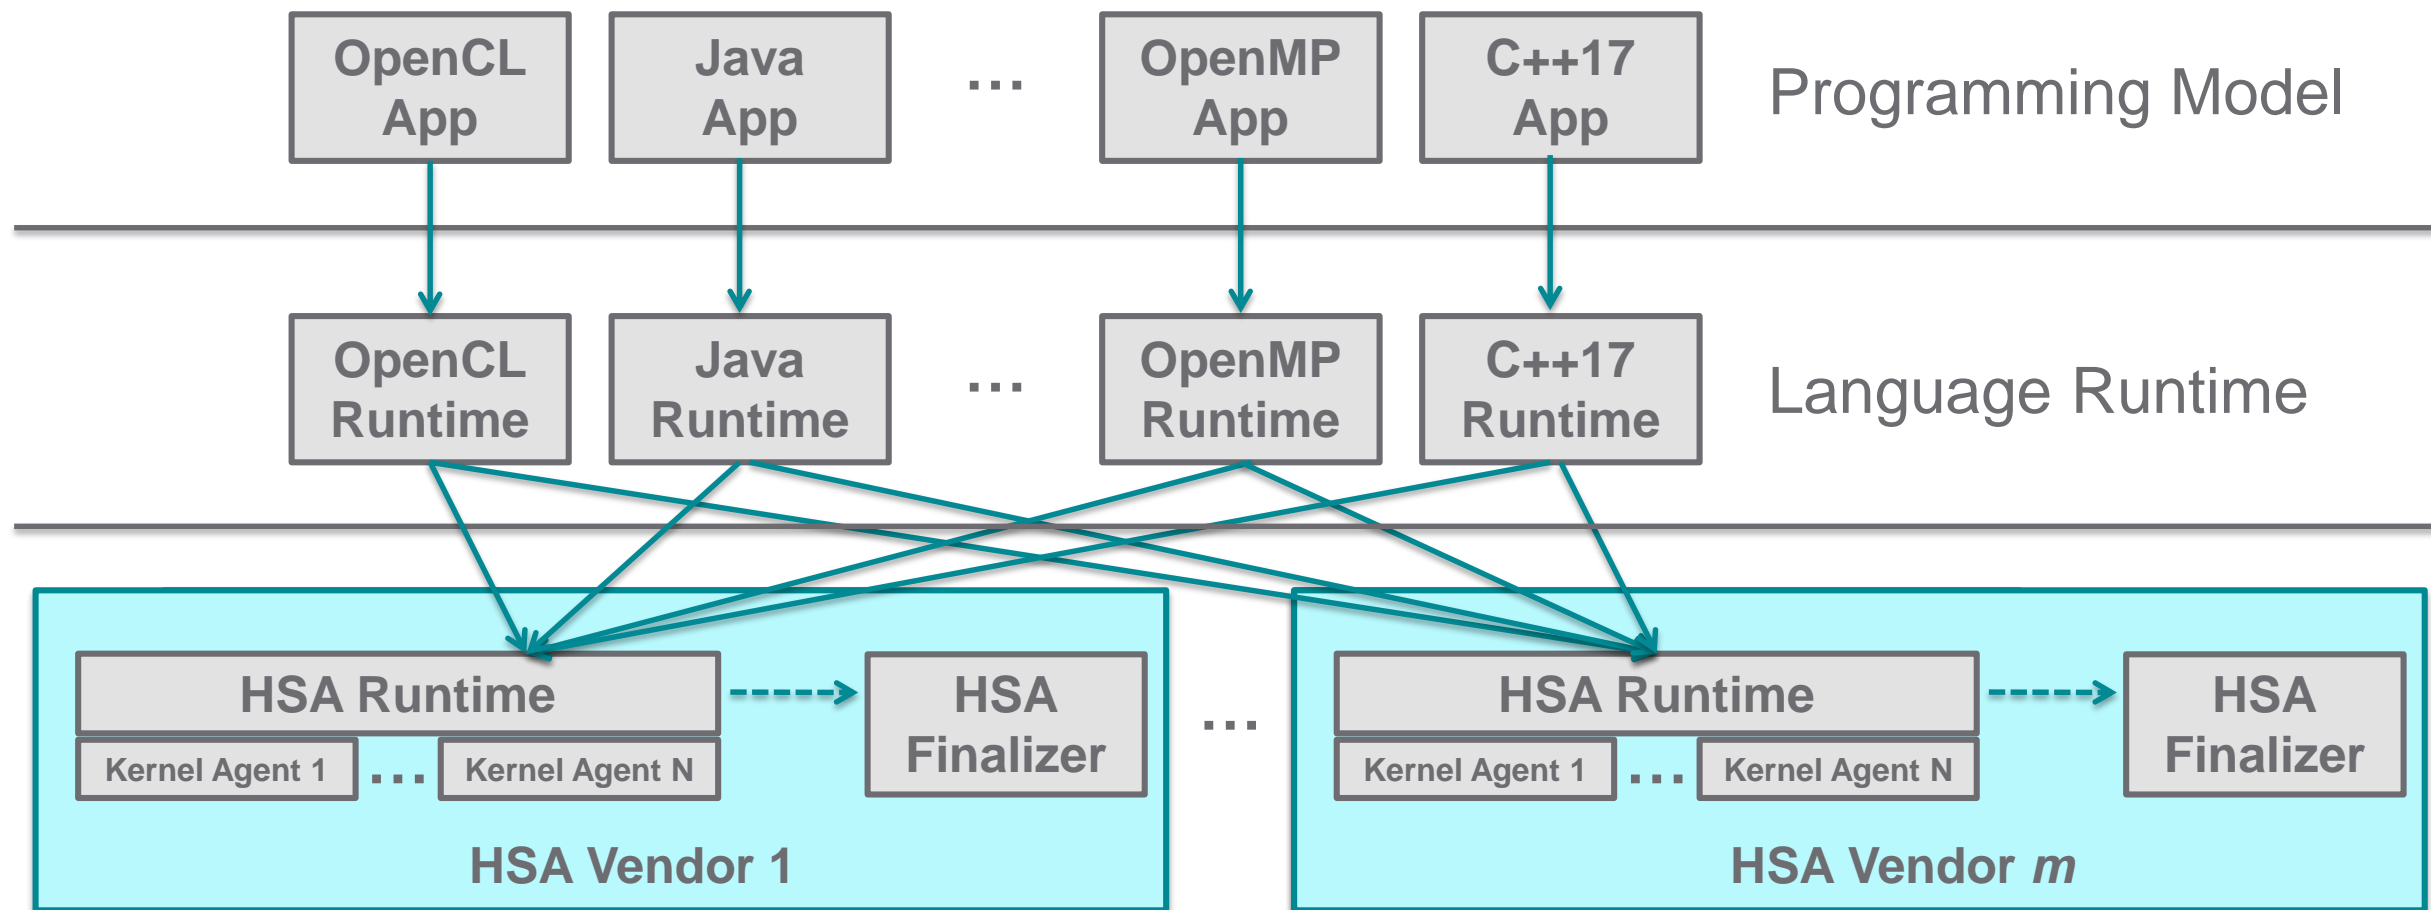 OpenCL
App
Java
App
...
OpenMP
App
C++17
App
Programming Model
OpenCL
Runtime
Java
Runtime
...
OpenMP
Runtime
C++17
Runtime
Language Runtime
HSA Runtime
Kernel Agent 1
...
Kernel Agent N
HSA
Finalizer
HSA Vendor 1
...
HSA Runtime
Kernel Agent 1
...
Kernel Agent N
HSA
Finalizer
HSA Vendor m